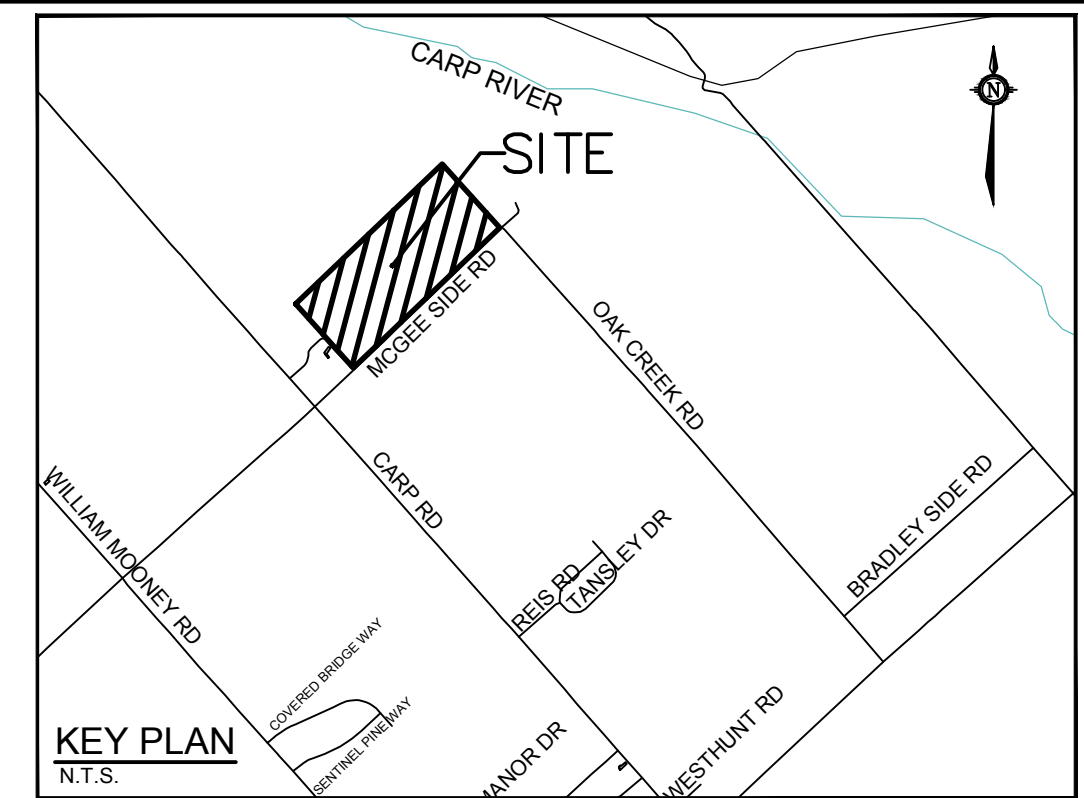 CARP RIVER
N
SITE
MCGEE SIDE RD
OAK CREEK RD
CARP RD
WILLIAM MOONEY RD
BRADLEY SIDE RD
REIS RD
TANSLEY DR
COVERED BRIDGE WAY
SENTINEL PINE WAY
MANOR DR
WESTHUNT RD
KEY PLAN
N.T.S.